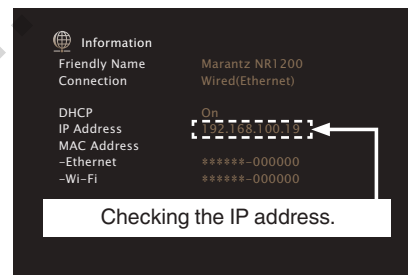 Information
Friendly Name Marantz NR1200
Connection Wired(Ethernet)
DHCP On
IP Address 192.168.100.19
MAC Address
-Ethernet ******-000000
-Wi-Fi ******-000000
Checking the IP address.